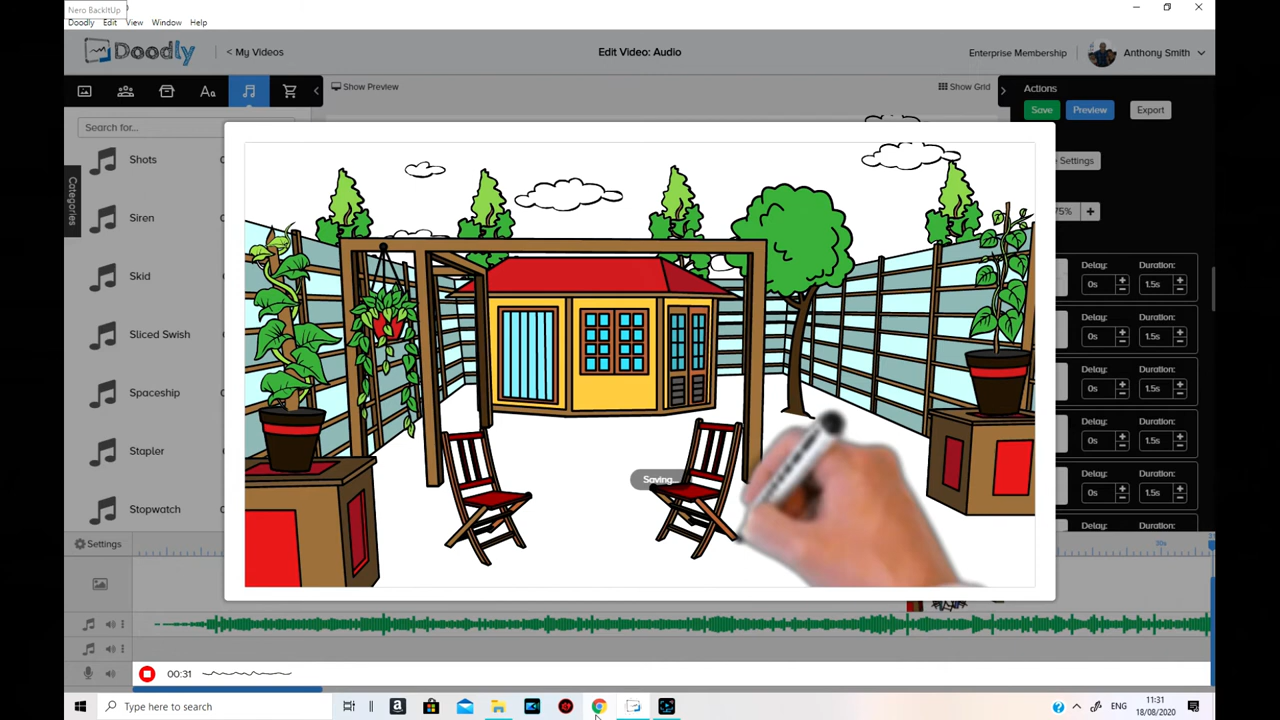 Nero BackItUp
Doodly Edit View Window Help
Doodly < My Videos Edit Video: Audio Enterprise Membership Anthony Smith
Show Preview Show Grid Actions
Save Preview Export
Search for...
Categories
Shots
Siren
Skid
Sliced Swish
Spaceship
Stapler
Stopwatch
Settings
75% +
Delay: Duration:
0s 1.5s
Delay: Duration:
0s 1.5s
Delay: Duration:
0s 1.5s
Delay: Duration:
0s 1.5s
Delay: Duration:
0s 1.5s
Delay: Duration:
Saving...
Settings
30s
00:31
Type here to search
ENG
11:31
18/08/2020